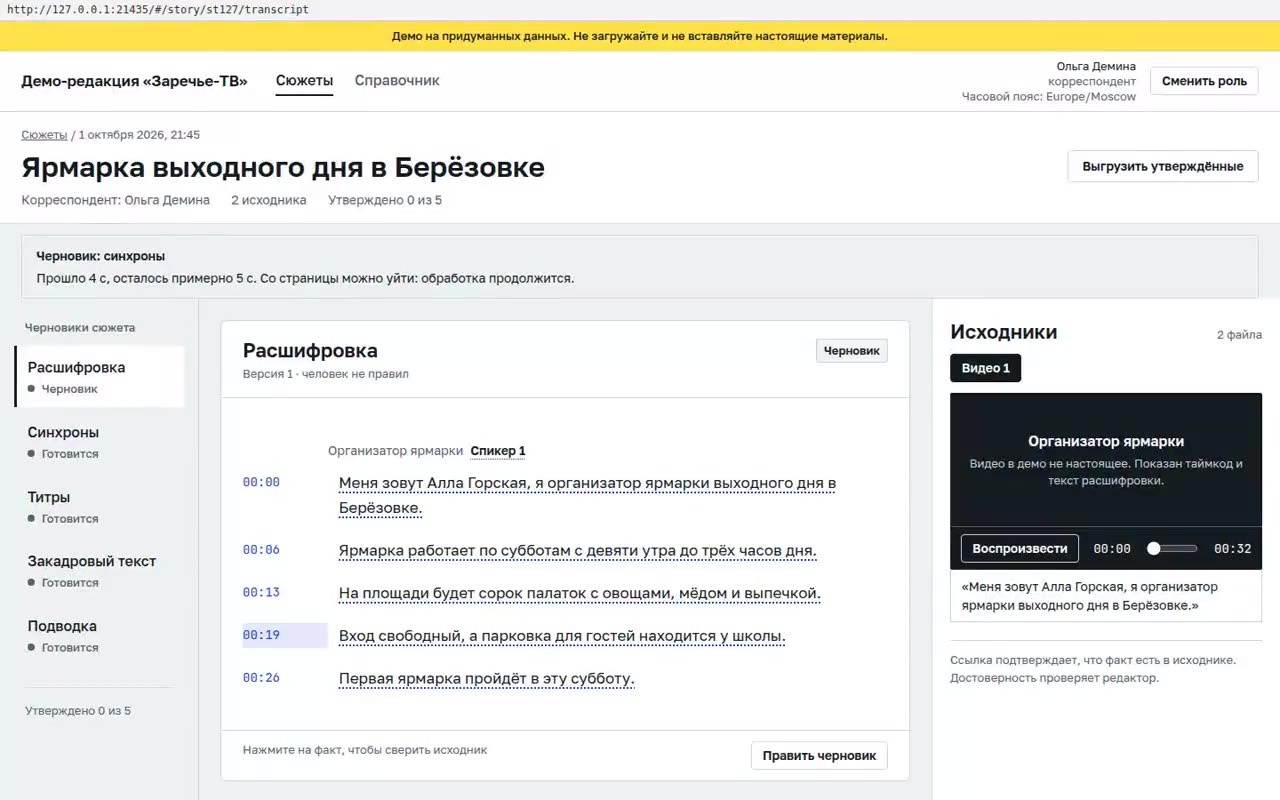 http://127.0.0.1:21435/#/story/st127/transcript
Демо на придуманных данных. Не загружайте и не вставляйте настоящие материалы.
Демо-редакция «Заречье-ТВ»
Сюжеты
Справочник
Ольга Демина
корреспондент
Часовой пояс: Europe/Moscow
Сменить роль
Сюжеты / 1 октября 2026, 21:45
Ярмарка выходного дня в Берёзовке
Выгрузить утверждённые
Корреспондент: Ольга Демина
2 исходника
Утверждено 0 из 5
Черновик: синхроны
Прошло 4 с, осталось примерно 5 с. Со страницы можно уйти: обработка продолжится.
Черновики сюжета
Расшифровка
Черновик
Синхроны
Готовится
Титры
Готовится
Закадровый текст
Готовится
Подводка
Готовится
Утверждено 0 из 5
Расшифровка
Черновик
Версия 1 · человек не правил
Организатор ярмарки Спикер 1
00:00 Меня зовут Алла Горская, я организатор ярмарки выходного дня в
Берёзовке.
00:06 Ярмарка работает по субботам с девяти утра до трёх часов дня.
00:13 На площади будет сорок палаток с овощами, мёдом и выпечкой.
00:19 Вход свободный, а парковка для гостей находится у школы.
00:26 Первая ярмарка пройдёт в эту субботу.
Нажмите на факт, чтобы сверить исходник
Править черновик
Исходники
2 файла
Видео 1
Организатор ярмарки
Видео в демо не настоящее. Показан таймкод и
текст расшифровки.
Воспроизвести 00:00 00:32
«Меня зовут Алла Горская, я организатор
ярмарки выходного дня в Берёзовке.»
Ссылка подтверждает, что факт есть в исходнике.
Достоверность проверяет редактор.